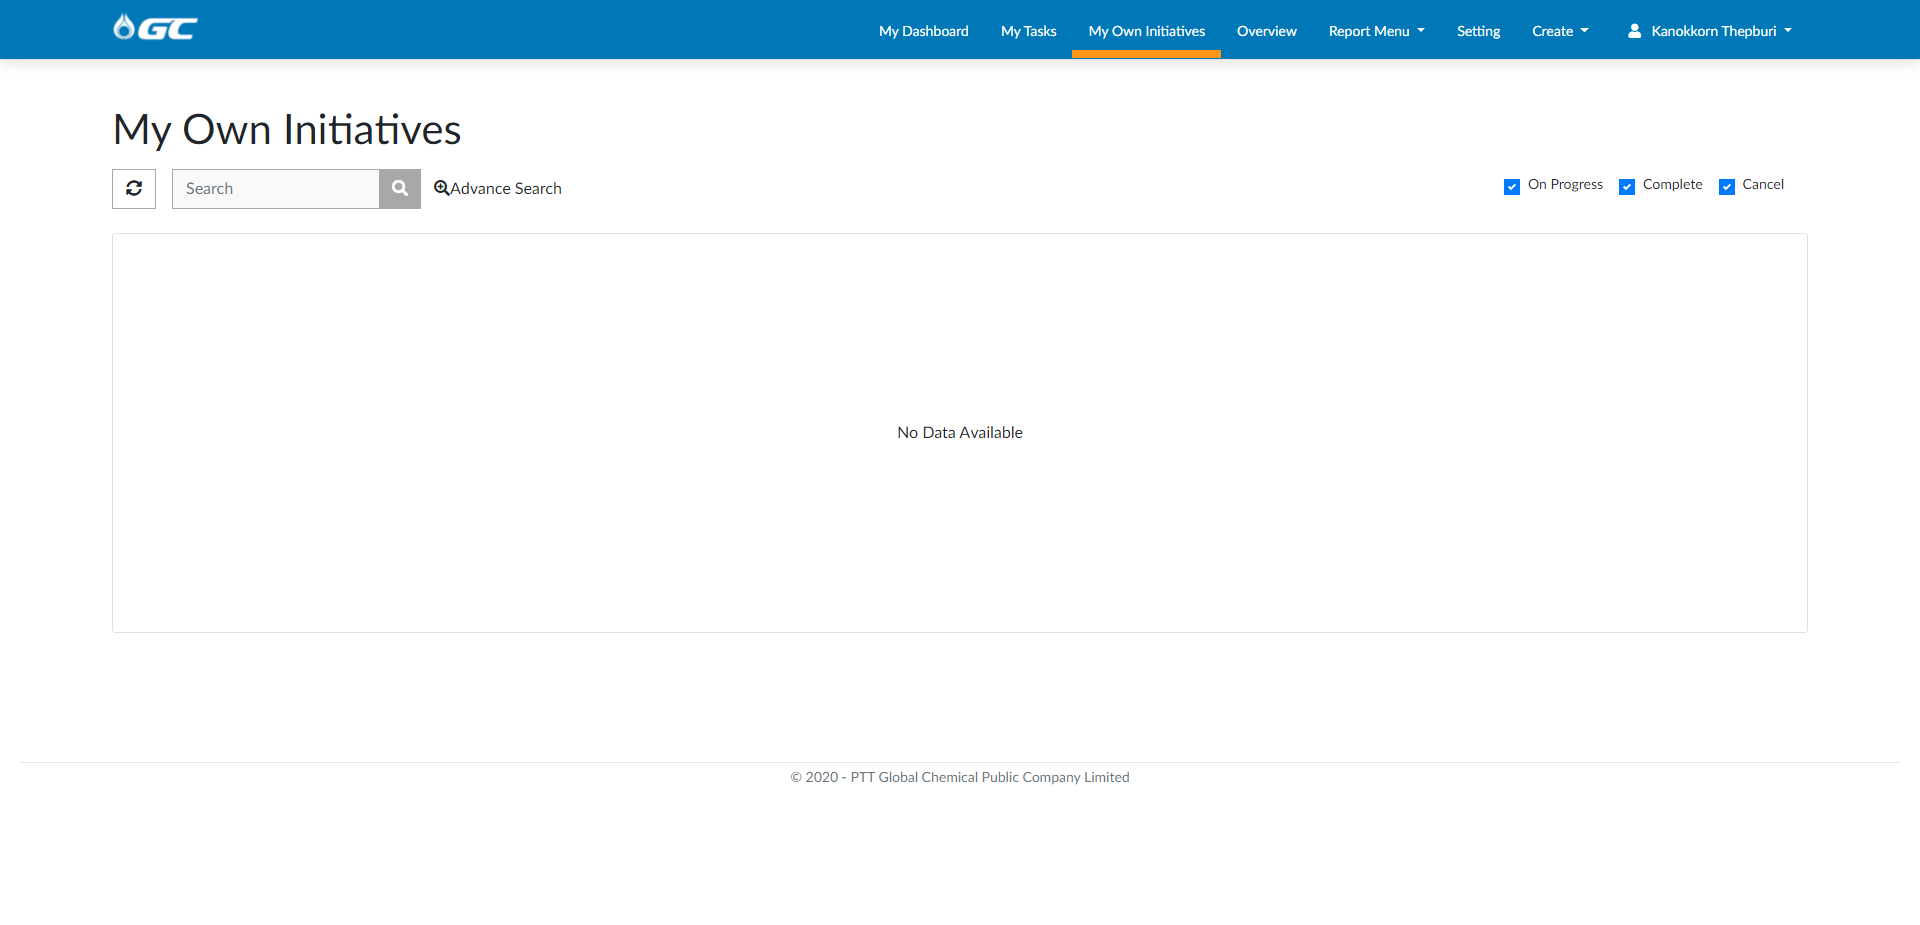 GC
My Dashboard My Tasks My Own Initiatives Overview Report Menu Setting Create Kanokkorn Thepburi
My Own Initiatives
Search Advance Search On Progress Complete Cancel
No Data Available
© 2020 - PTT Global Chemical Public Company Limited